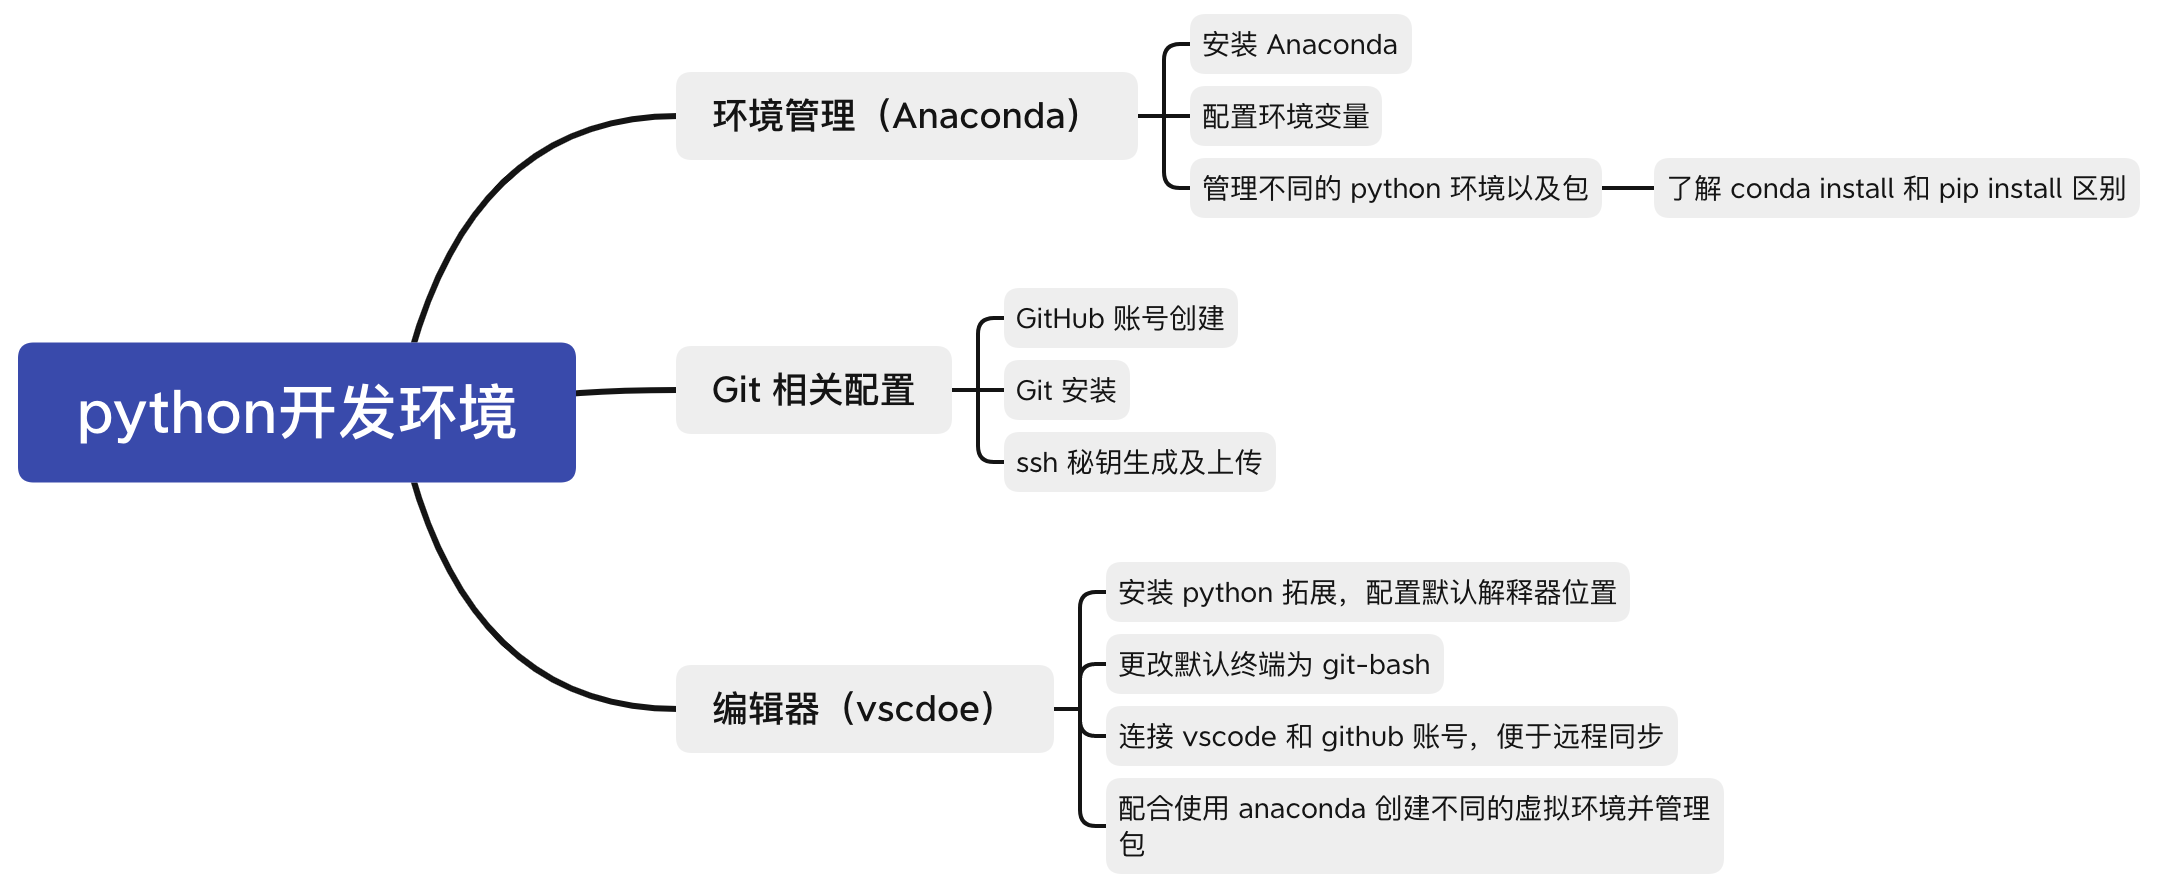 python开发环境
环境管理（Anaconda）
安装 Anaconda
配置环境变量
管理不同的 python 环境以及包
了解 conda install 和 pip install 区别
Git 相关配置
GitHub 账号创建
Git 安装
ssh 秘钥生成及上传
编辑器（vscdoe）
安装 python 拓展，配置默认解释器位置
更改默认终端为 git-bash
连接 vscode 和 github 账号，便于远程同步
配合使用 anaconda 创建不同的虚拟环境并管理
包